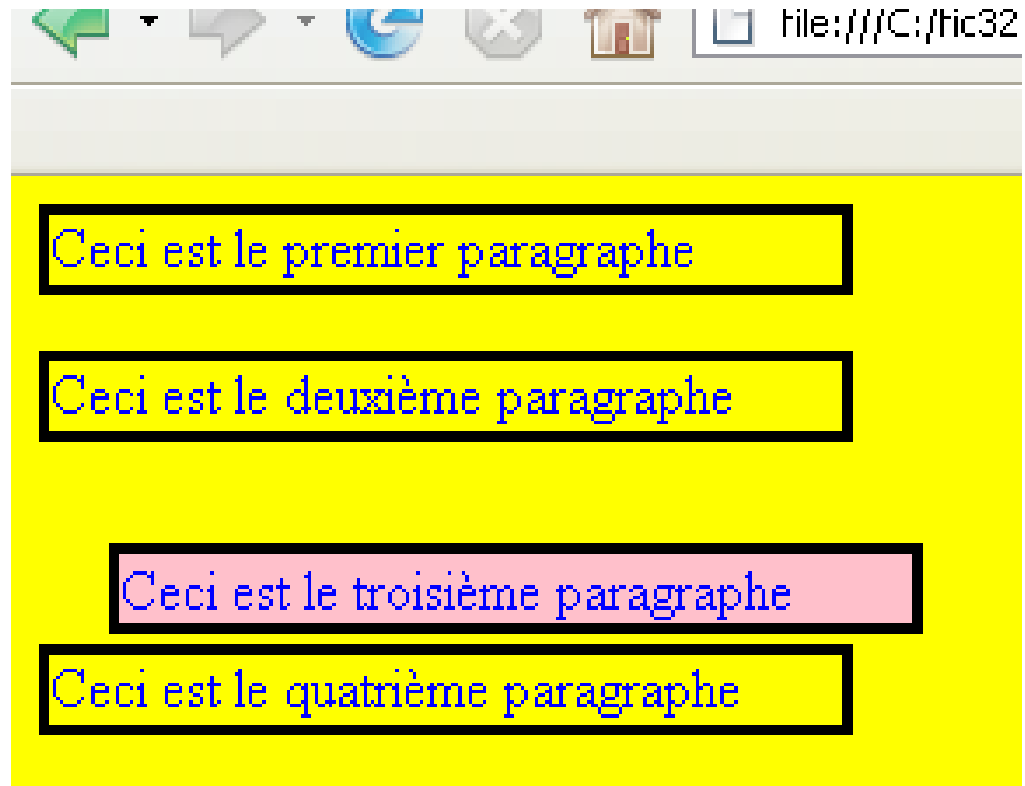 file:///C:/tic32
Ceci est le premier paragraphe
Ceci est le deuxième paragraphe
Ceci est le troisième paragraphe
Ceci est le quatrième paragraphe